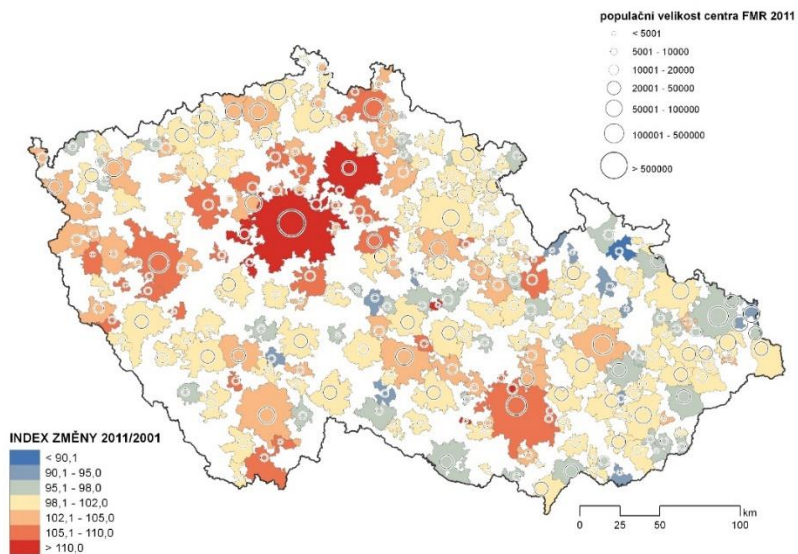 populační velikost centra FMR 2011
< 5001
5001 - 10000
10001 - 20000
20001 - 50000
50001 - 100000
100001 - 500000
> 500000
INDEX ZMĚNY 2011/2001
< 90,1
90,1 - 95,0
95,1 - 98,0
98,1 - 102,0
102,1 - 105,0
105,1 - 110,0
> 110,0
km
0 25 50 100